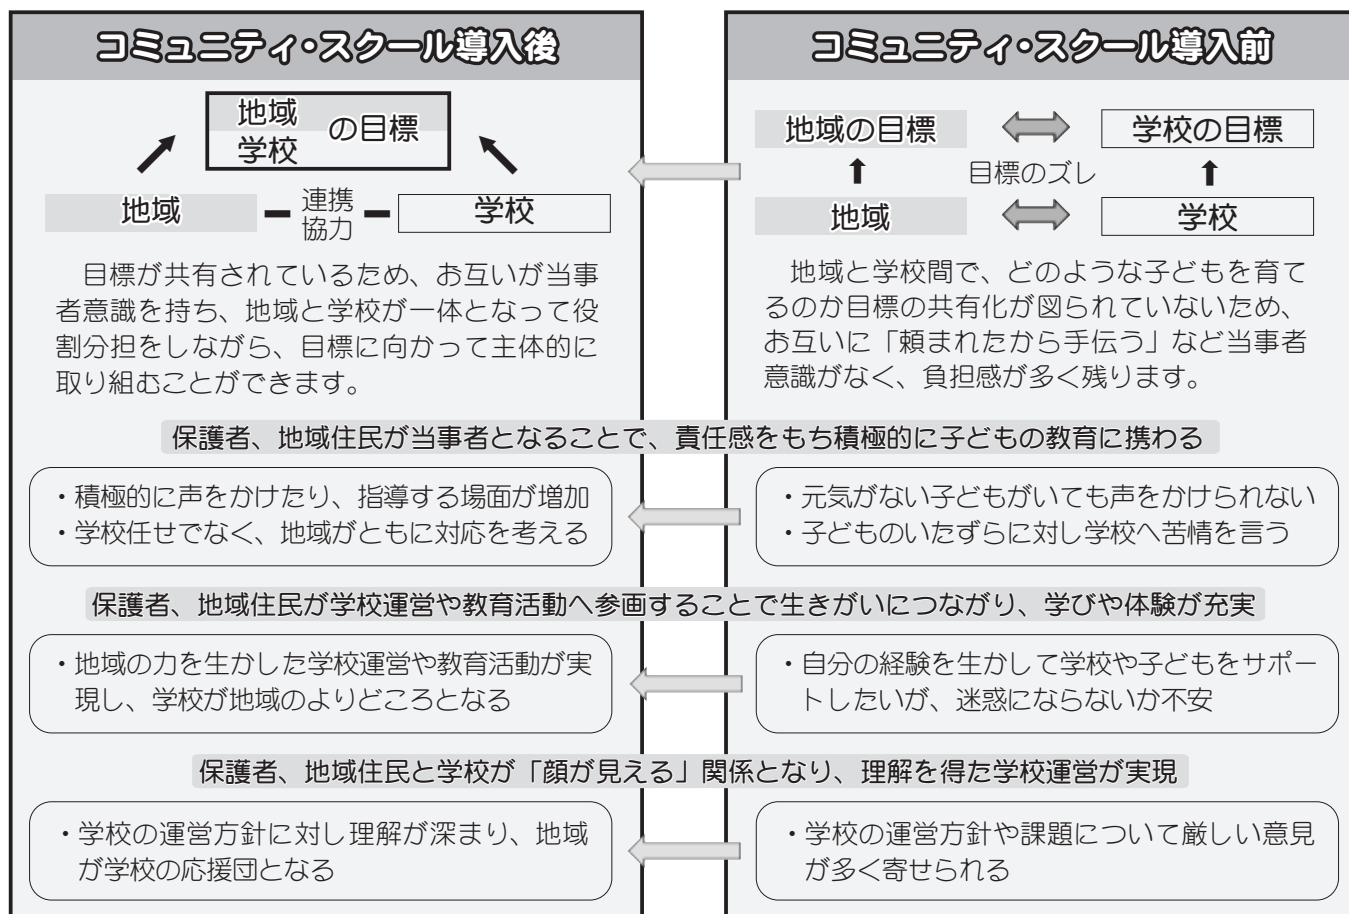 コミュニティ・スクール導入前
地域の目標
学校の目標
目標のズレ
地域
学校
　地域と学校間で、どのような子どもを育て
るのか目標の共有化が図られていないため、
お互いに「頼まれたから手伝う」など当事者
意識がなく、負担感が多く残ります。
コミュニティ・スクール導入後
地域
学校
の目標
地域
連携
協力
学校
　目標が共有されているため、お互いが当事
者意識を持ち、地域と学校が一体となって役
割分担をしながら、目標に向かって主体的に
取り組むことができます。
保護者、地域住民が当事者となることで、責任感をもち積極的に子どもの教育に携わる
・元気がない子どもがいても声をかけられない
・子どものいたずらに対し学校へ苦情を言う
・積極的に声をかけたり、指導する場面が増加
・学校任せでなく、地域がともに対応を考える
保護者、地域住民が学校運営や教育活動へ参画することで生きがいにつながり、学びや体験が充実
・自分の経験を生かして学校や子どもをサポー
トしたいが、迷惑にならないか不安
・地域の力を生かした学校運営や教育活動が実
現し、学校が地域のよりどころとなる
保護者、地域住民と学校が「顔が見える」関係となり、理解を得た学校運営が実現
・学校の運営方針や課題について厳しい意見
が多く寄せられる
・学校の運営方針に対し理解が深まり、地域
が学校の応援団となる